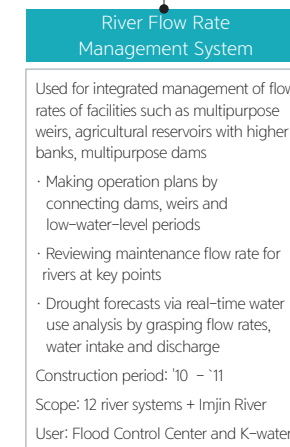 River Flow Rate
Management System
Used for integrated management of flow
rates of facilities such as multipurpose
weirs, agricultural reservoirs with higher
banks, multipurpose dams
· Making operation plans by
connecting dams, weirs and
low-water-level periods
· Reviewing maintenance flow rate for
rivers at key points
· Drought forecasts via real-time water
use analysis by grasping flow rates,
water intake and discharge
Construction period: '10 - `11
Scope: 12 river systems + Imjin River
User: Flood Control Center and K-water